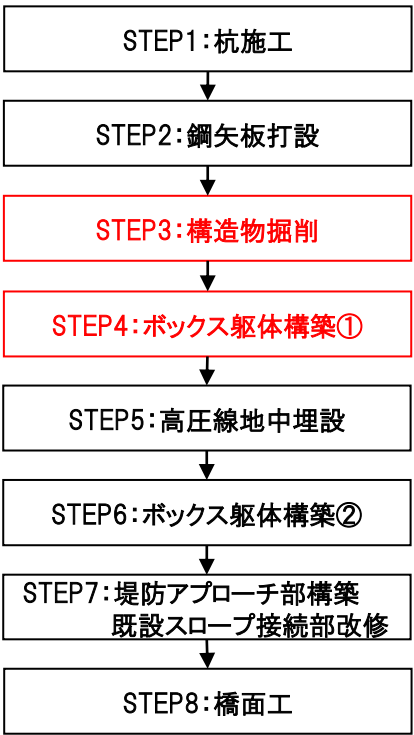 STEP1：杭施工
STEP2：鋼矢板打設
STEP3：構造物掘削
STEP4：ボックス躯体構築①
STEP5：高圧線地中埋設
STEP6：ボックス躯体構築②
STEP7：堤防アプローチ部構築
既設スロープ接続部改修
STEP8：橋面工